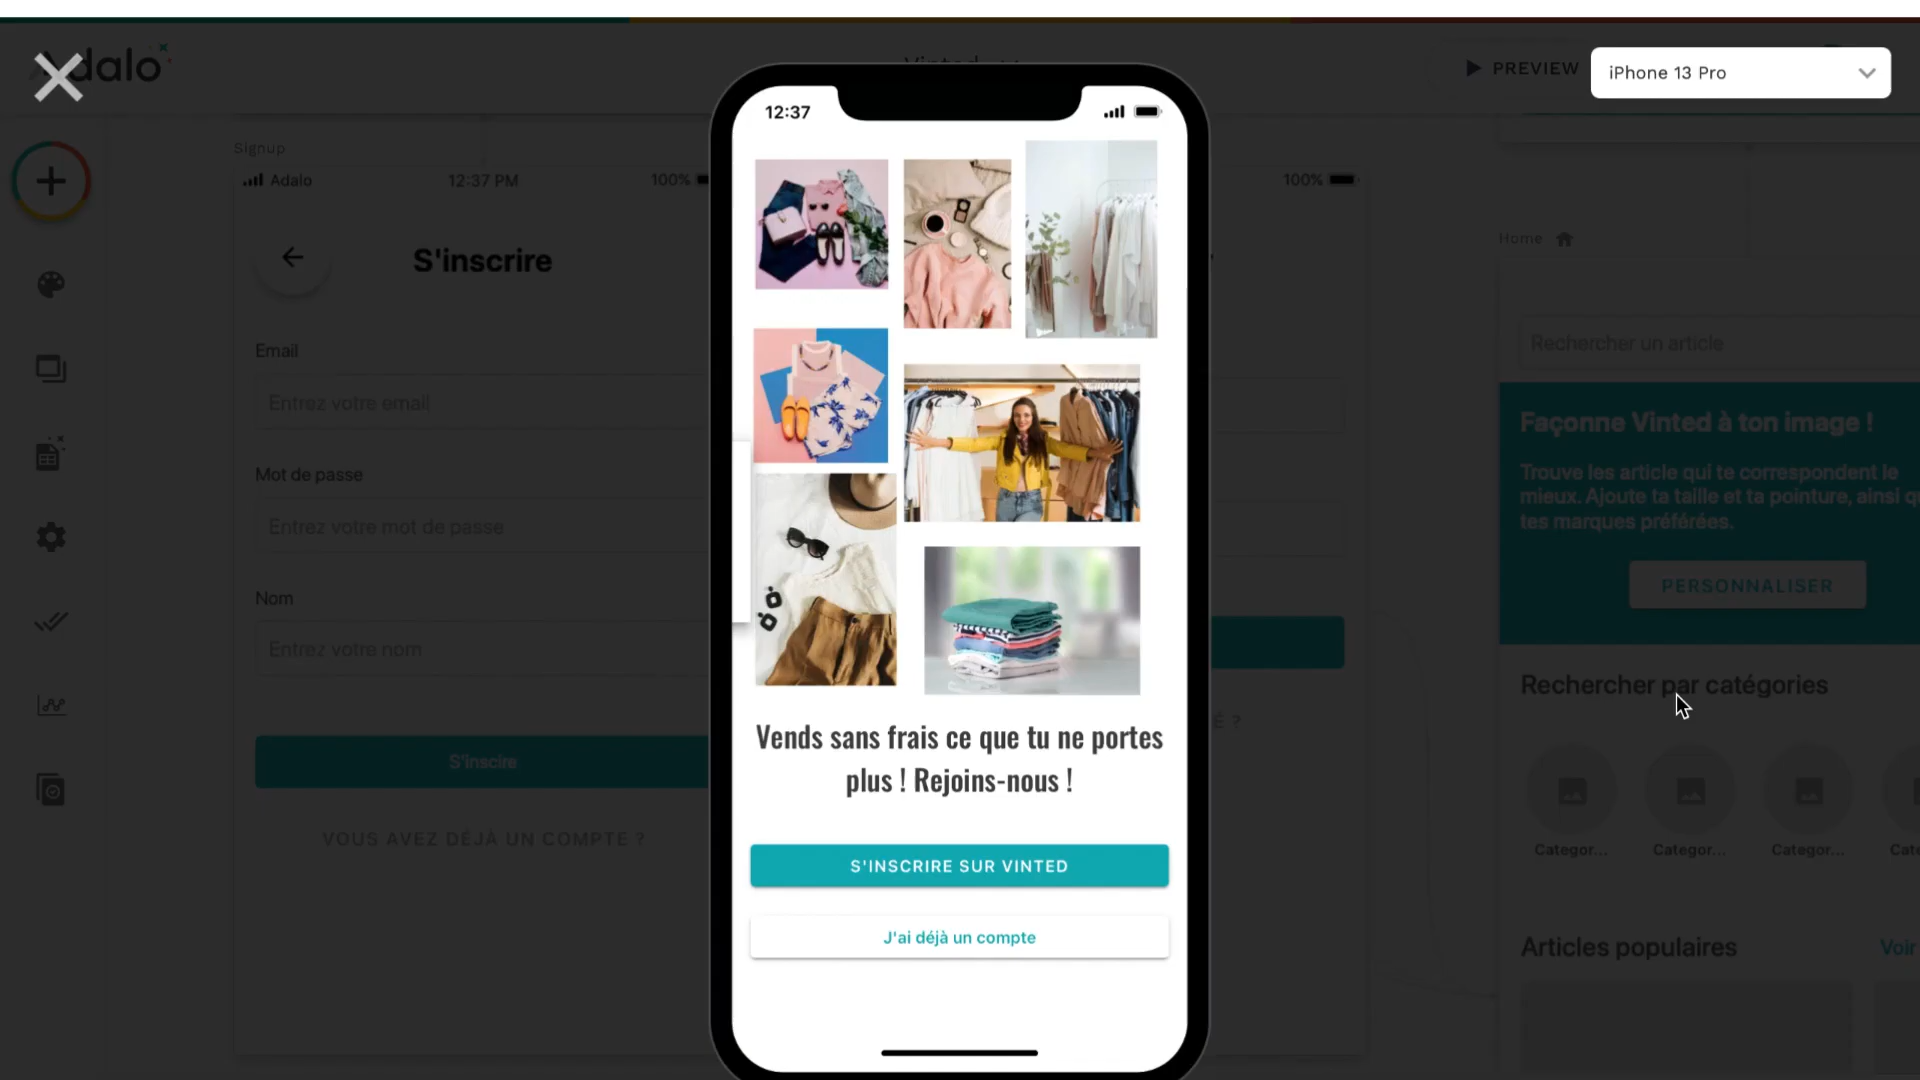 Adalo
Vinted
PREVIEW
iPhone 13 Pro
Signup
Adalo
12:37 PM
100%
S'inscrire
Email
Entrez votre email
Mot de passe
Entrez votre mot de passe
Nom
Entrez votre nom
S'inscire
VOUS AVEZ DÉJÀ UN COMPTE ?
12:37
Vends sans frais ce que tu ne portes
plus ! Rejoins-nous !
S'INSCRIRE SUR VINTED
J'ai déjà un compte
100%
É ?
Home
Rechercher un article
Façonne Vinted à ton image !
Trouve les article qui te correspondent le
mieux. Ajoute ta taille et ta pointure, ainsi
tes marques préférées.
PERSONNALISER
Rechercher par catégories
Categor... Categor... Categor...
Articles populaires
Voir